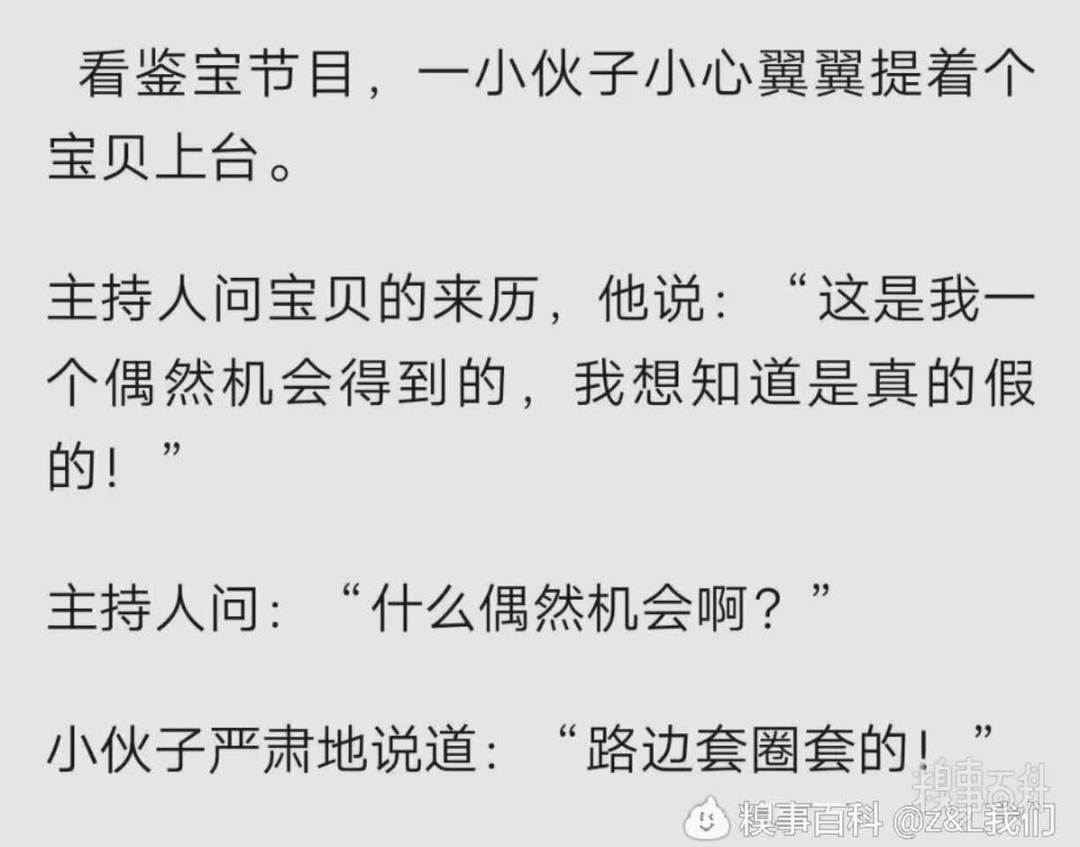 看鉴宝节目，一小伙子小心翼翼提着个
宝贝上台。
主持人问宝贝的来历，他说：“这是我一
个偶然机会得到的，我想知道是真的假
的！”
主持人问：“什么偶然机会啊？”
小伙子严肃地说道：“路边套圈套的！”
糗事百科
糗事百科 @z&L我们